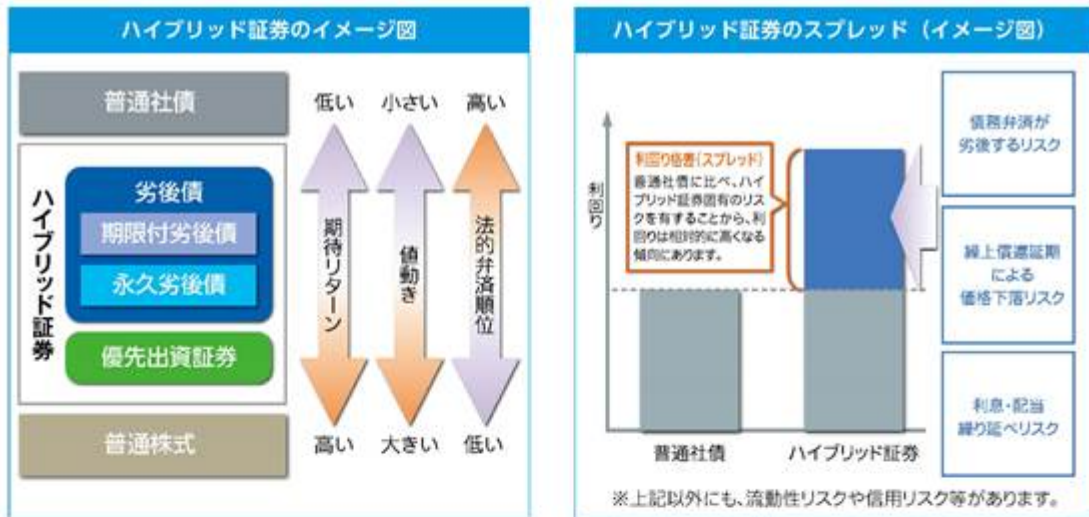 ハイブリッド証券のイメージ図
普通社債
ハイブリッド証券
劣後債
期限付劣後債
永久劣後債
優先出資証券
普通株式
低い 小さい 高い
期待リターン
値動き
法的弁済順位
高い 大きい 低い
ハイブリッド証券のスプレッド（イメージ図）
利回り
利回り格差（スプレッド）
普通社債に比べ、ハイ
ブリッド証券固有のリス
クを有することから、利
回りは相対的に高くなる
傾向にあります。
普通社債
ハイブリッド証券
債務弁済が
劣後するリスク
繰上償還延期
による
価格下落リスク
利息・配当
繰り延べリスク
※上記以外にも、流動性リスクや信用リスク等があります。